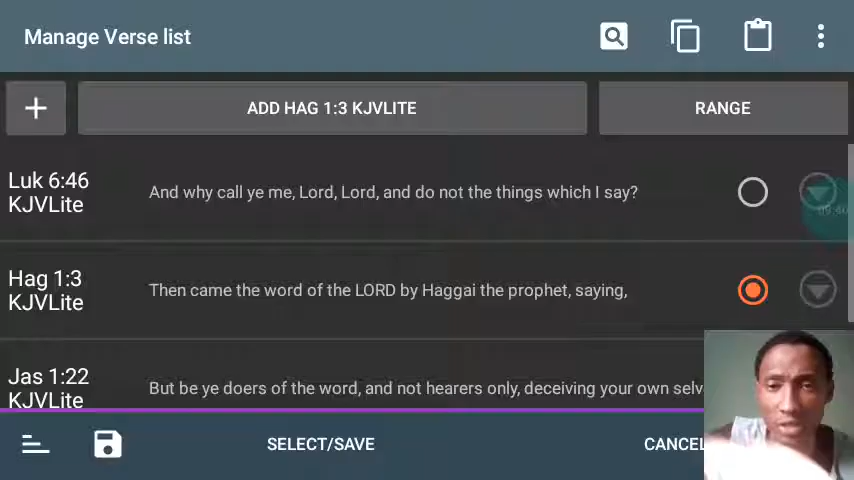 Manage Verse list
ADD HAG 1:3 KJVLITE
RANGE
Luk 6:46
KJVLite
And why call ye me, Lord, Lord, and do not the things which I say?
09:40
Hag 1:3
KJVLite
Then came the word of the LORD by Haggai the prophet, saying,
Jas 1:22
KJVLite
But be ye doers of the word, and not hearers only, deceiving your own selv
SELECT/SAVE
CANCEL